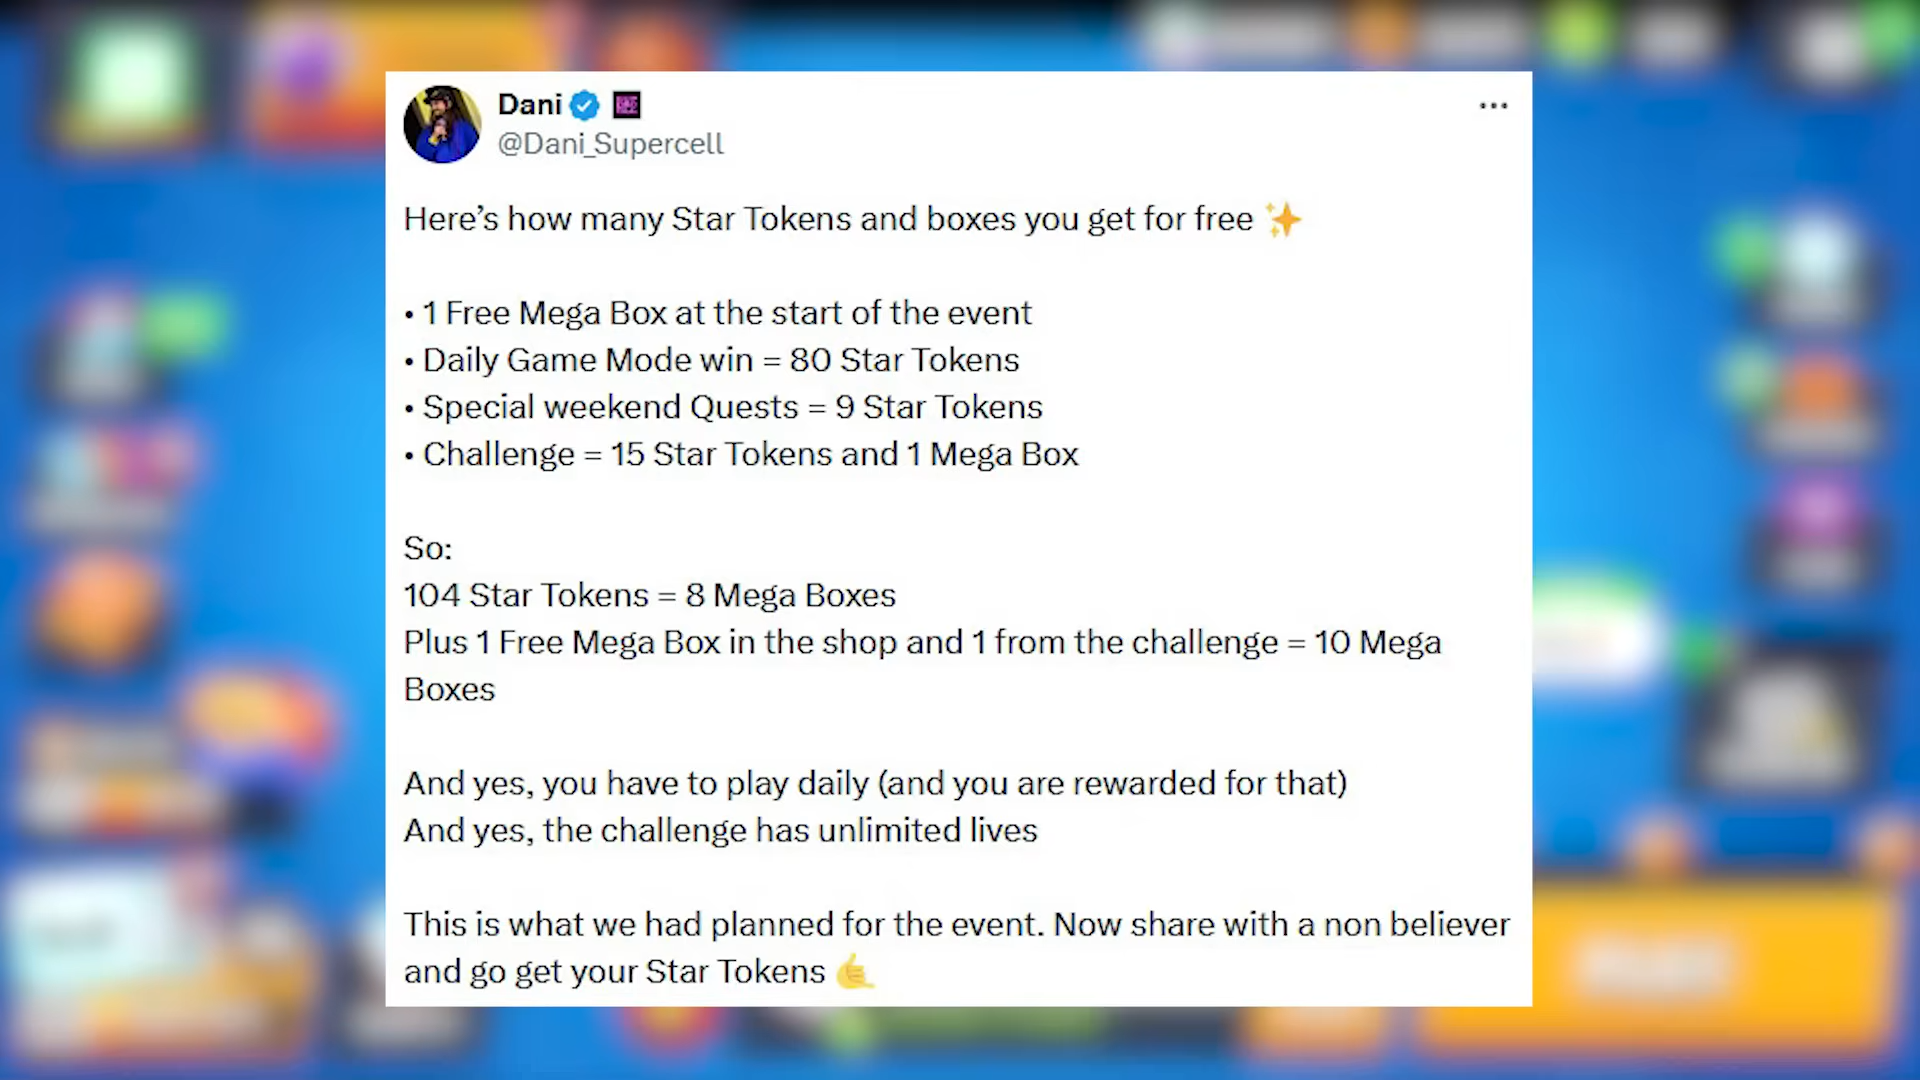 Dani
@Dani_Supercell
Here's how many Star Tokens and boxes you get for free ✨
• 1 Free Mega Box at the start of the event
• Daily Game Mode win = 80 Star Tokens
• Special weekend Quests = 9 Star Tokens
• Challenge = 15 Star Tokens and 1 Mega Box
So:
104 Star Tokens = 8 Mega Boxes
Plus 1 Free Mega Box in the shop and 1 from the challenge = 10 Mega
Boxes
And yes, you have to play daily (and you are rewarded for that)
And yes, the challenge has unlimited lives
This is what we had planned for the event. Now share with a non believer
and go get your Star Tokens 🤙